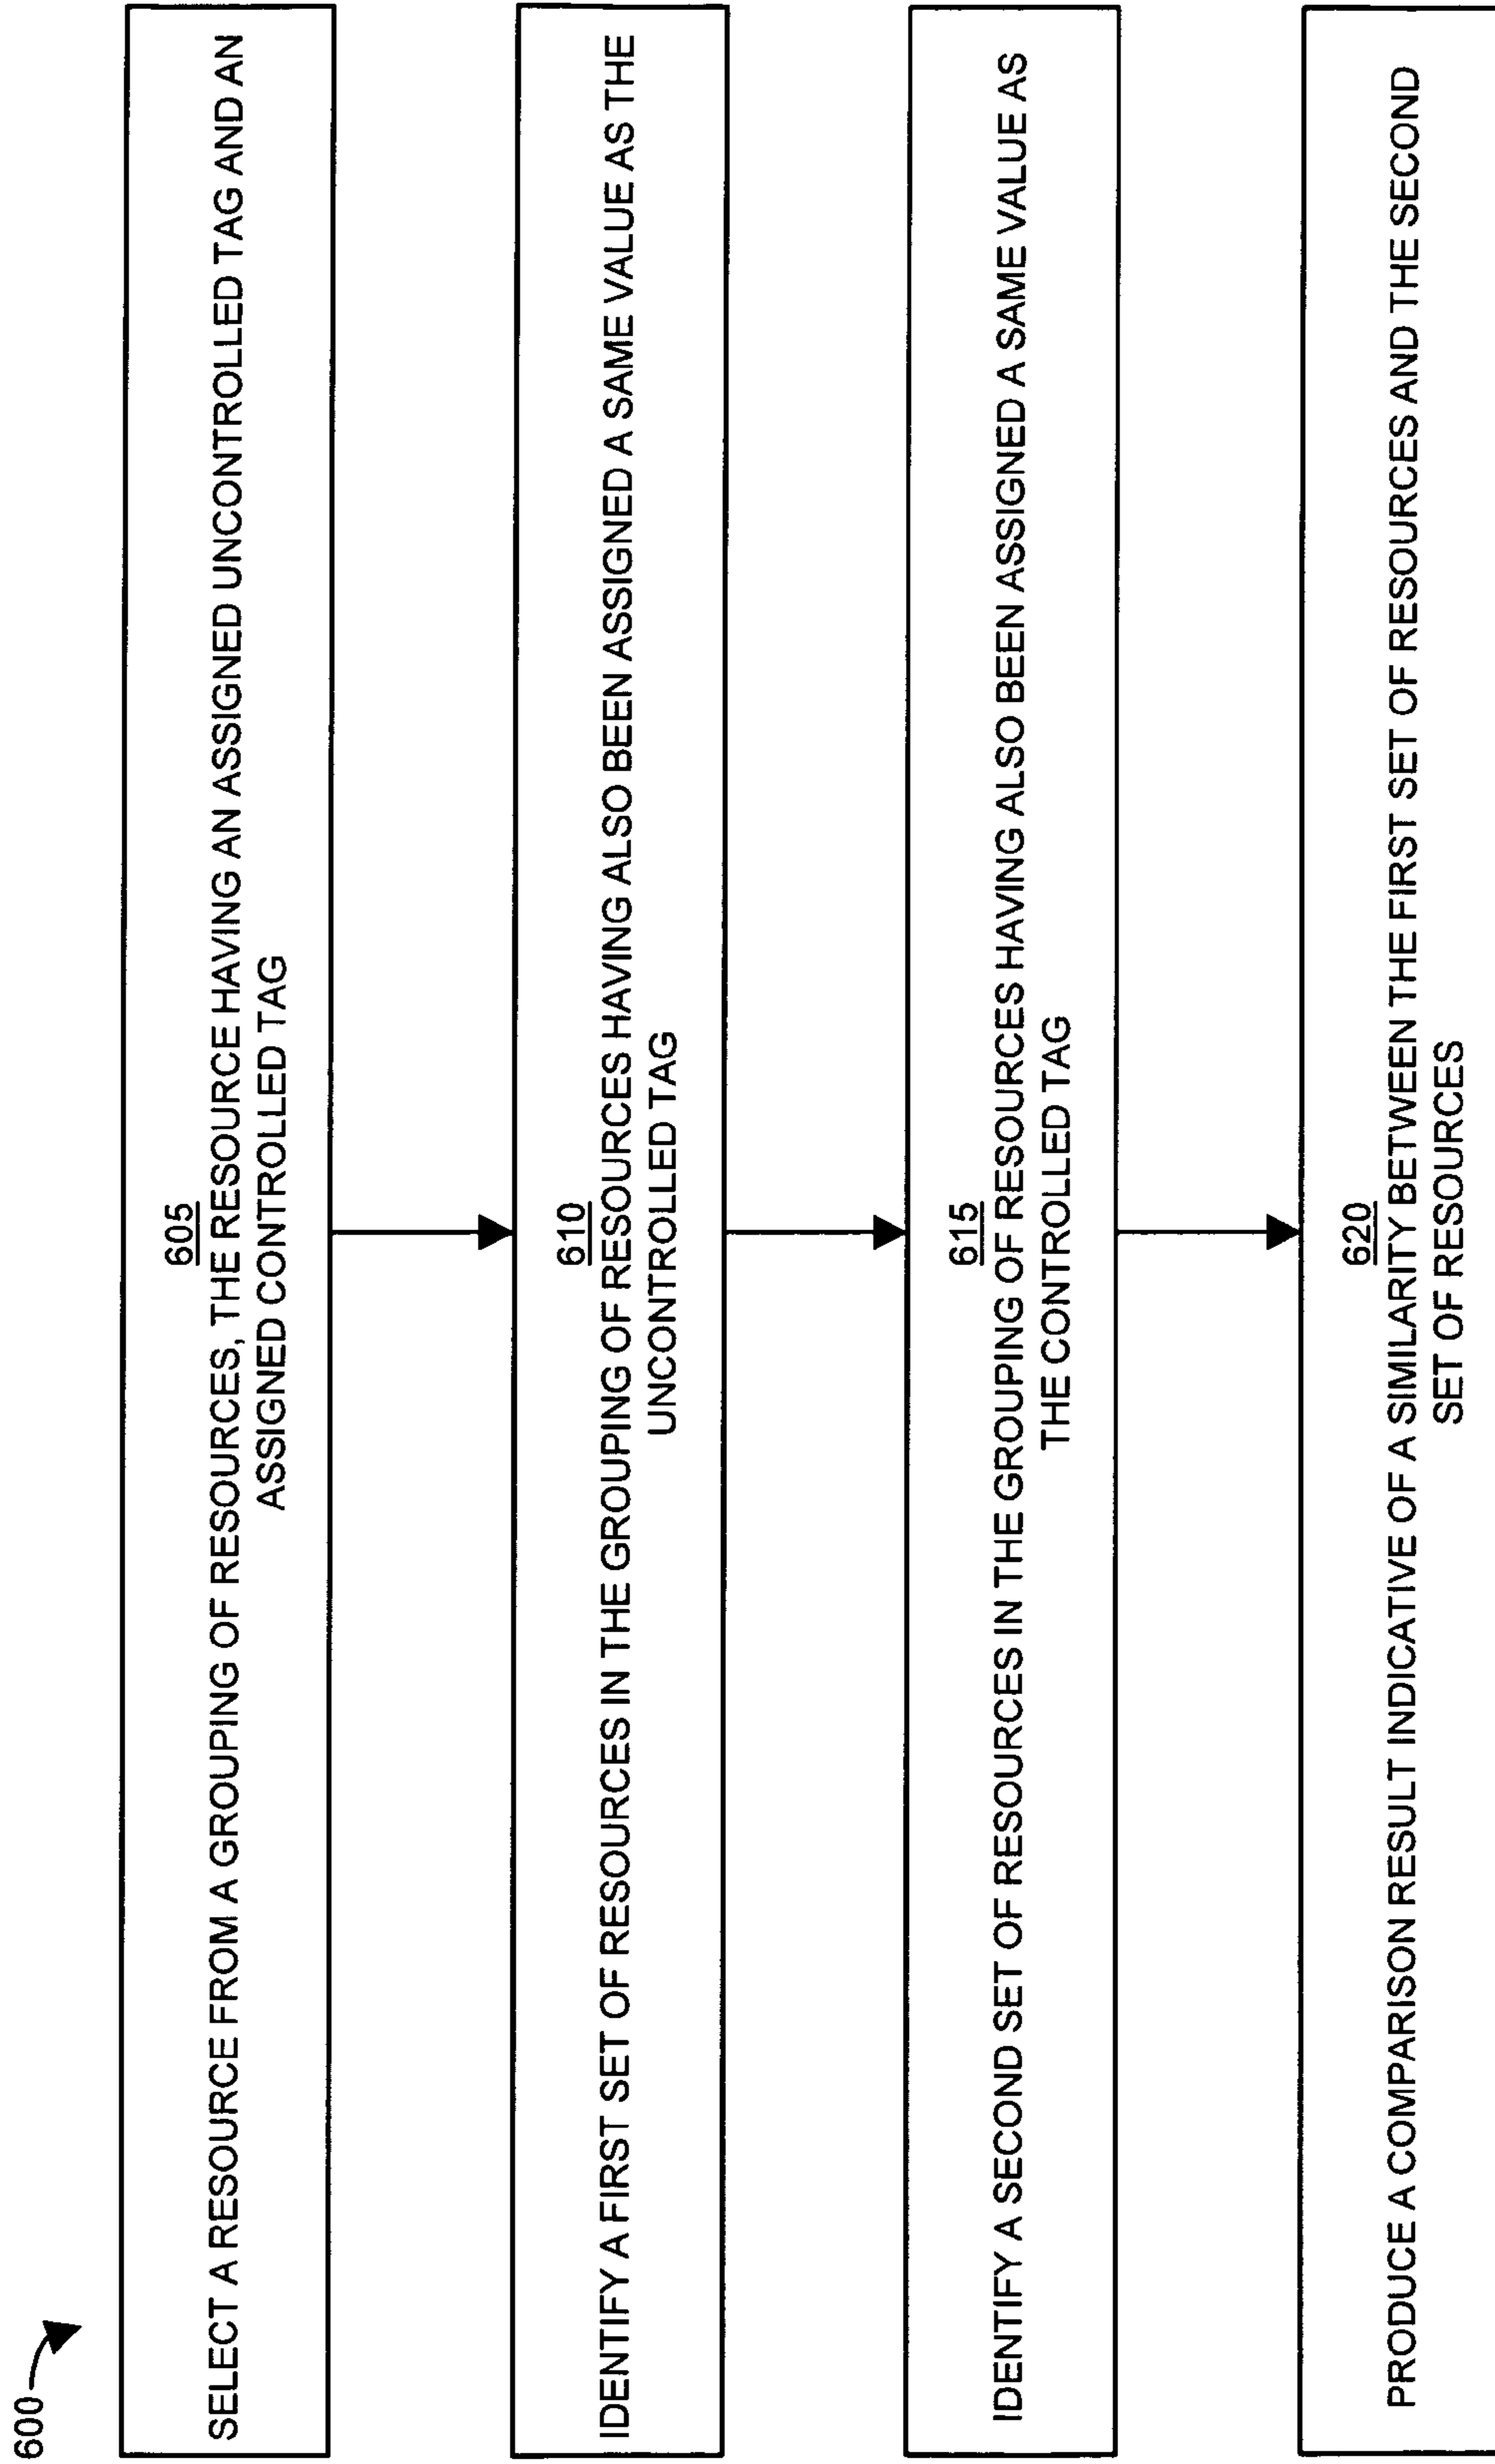 600
605
SELECT A RESOURCE FROM A GROUPING OF RESOURCES, THE RESOURCE HAVING AN ASSIGNED UNCONTROLLED TAG AND AN
ASSIGNED CONTROLLED TAG
610
IDENTIFY A FIRST SET OF RESOURCES IN THE GROUPING OF RESOURCES HAVING ALSO BEEN ASSIGNED A SAME VALUE AS THE
UNCONTROLLED TAG
615
IDENTIFY A SECOND SET OF RESOURCES IN THE GROUPING OF RESOURCES HAVING ALSO BEEN ASSIGNED A SAME VALUE AS
THE CONTROLLED TAG
620
PRODUCE A COMPARISON RESULT INDICATIVE OF A SIMILARITY BETWEEN THE FIRST SET OF RESOURCES AND THE SECOND
SET OF RESOURCES